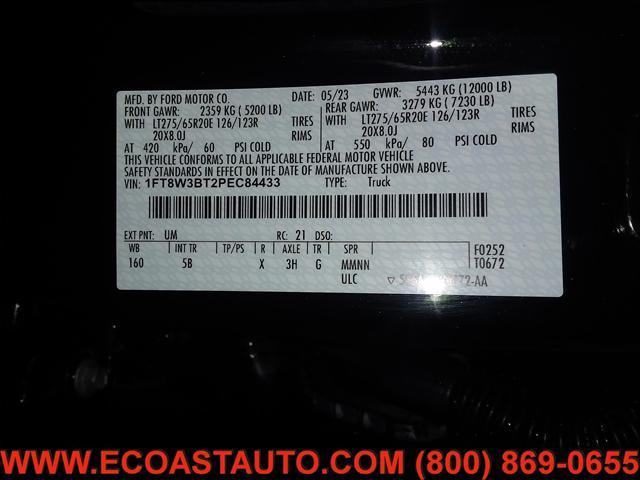 MFD. BY FORD MOTOR CO. DATE: 05/23 GVWR: 5443 KG (12000 LB)
FRONT GAWR: 2359 KG (5200 LB) REAR GAWR: 3279 KG (7230 LB)
WITH LT275/65R20E 126/123R TIRES WITH LT275/65R20E 126/123R TIRES
20X8.0J RIMS 20X8.0J RIMS
AT 420 kPa/ 60 PSI COLD AT 550 kPa/ 80 PSI COLD
THIS VEHICLE CONFORMS TO ALL APPLICABLE FEDERAL MOTOR VEHICLE
SAFETY STANDARDS IN EFFECT ON THE DATE OF MANUFACTURE SHOWN ABOVE.
VIN: 1FT8W3BT2PEC84433 TYPE: Truck
EXT PNT: UM RC: 21 DSO:
WB INT TR TP/PS R AXLE TR SPR F0252
160 5B X 3H G MMNN T0672
ULC
WWW.ECOASTAUTO.COM (800) 869-0655